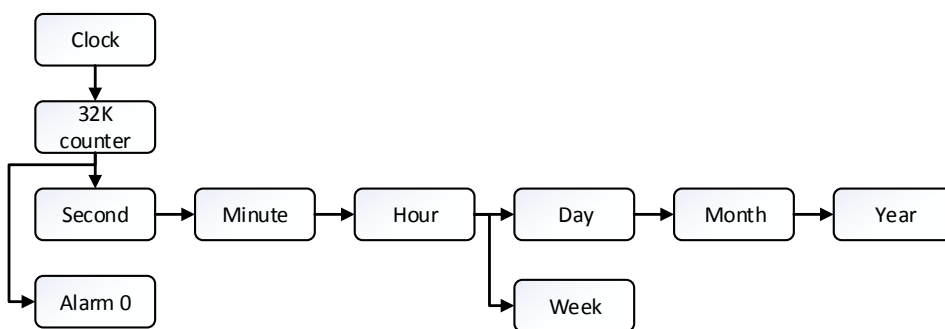 Clock
32K
counter
Second
Minute
Hour
Day
Month
Year
Alarm 0
Week